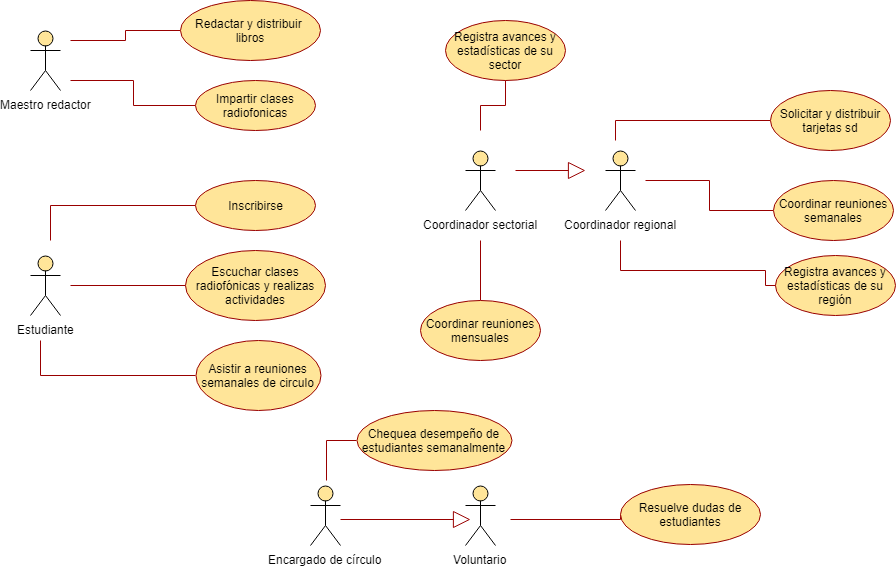 Redactar y distribuir
libros
Maestro redactor
Impartir clases
radiofonicas
Registra avances y
estadísticas de su
sector
Solicitar y distribuir
tarjetas sd
Coordinador sectorial
Coordinador regional
Coordinar reuniones
semanales
Registra avances y
estadísticas de su
región
Coordinar reuniones
mensuales
Inscribirse
Escuchar clases
radiofónicas y realizas
actividades
Estudiante
Asistir a reuniones
semanales de circulo
Chequea desempeño de
estudiantes semanalmente
Encargado de círculo
Voluntario
Resuelve dudas de
estudiantes